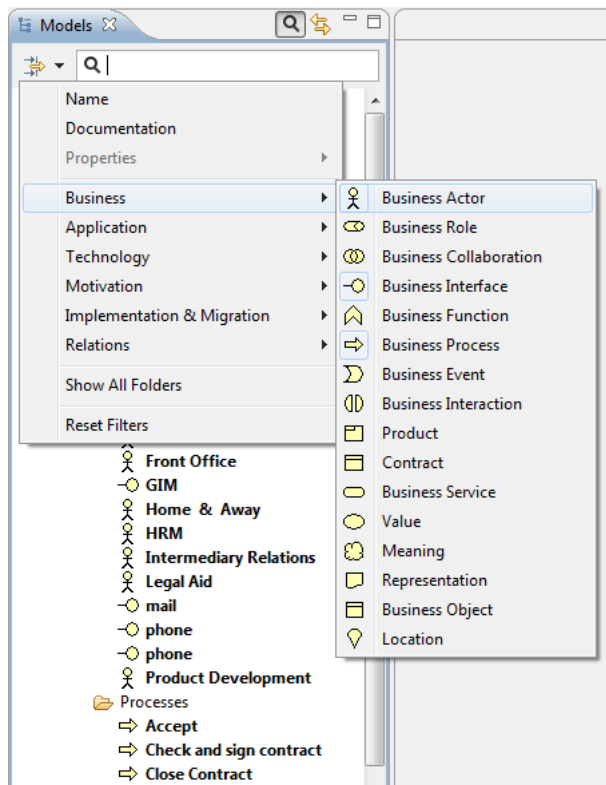 Models
Name
Documentation
Properties
Business
Application
Technology
Motivation
Implementation & Migration
Relations
Show All Folders
Reset Filters
Business Actor
Business Role
Business Collaboration
Business Interface
Business Function
Business Process
Business Event
Business Interaction
Product
Contract
Business Service
Value
Meaning
Representation
Business Object
Location
Front Office
GIM
Home & Away
HRM
Intermediary Relations
Legal Aid
mail
phone
phone
Product Development
Processes
Accept
Check and sign contract
Close Contract